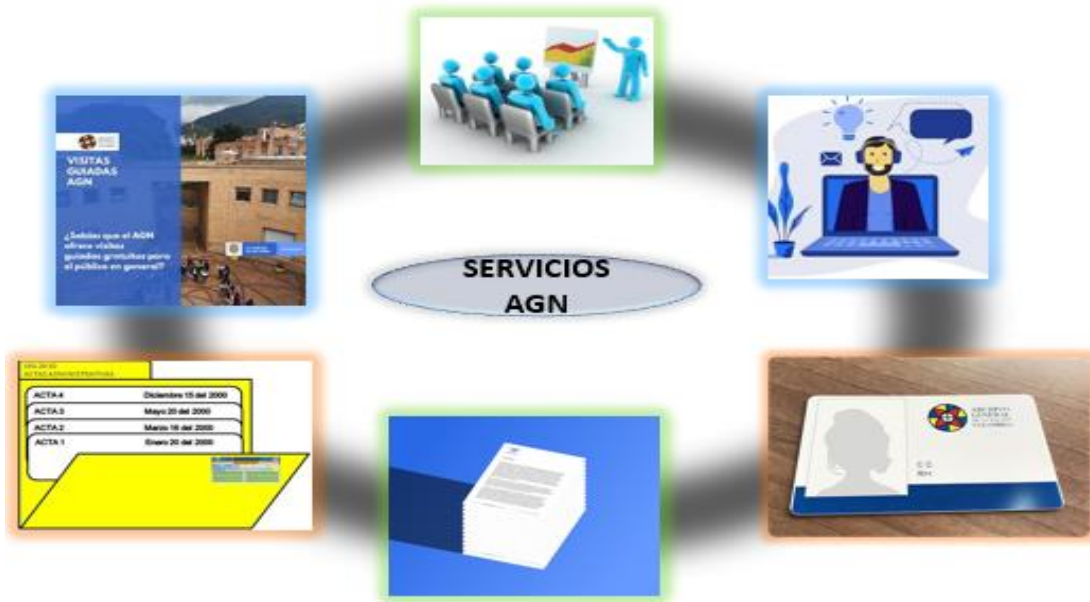 VISITAS
GUIADAS
AGN
¿Sabías que el AGN
ofrece visitas
guiadas gratuitas para
el público en general?
SERVICIOS
AGN
ACTA 4 Diciembre 15 del 2000
ACTA 3 Mayo 20 del 2000
ACTA 2 Marzo 16 del 2000
ACTA 1 Enero 20 del 2000
ARCHIVO
GENERAL